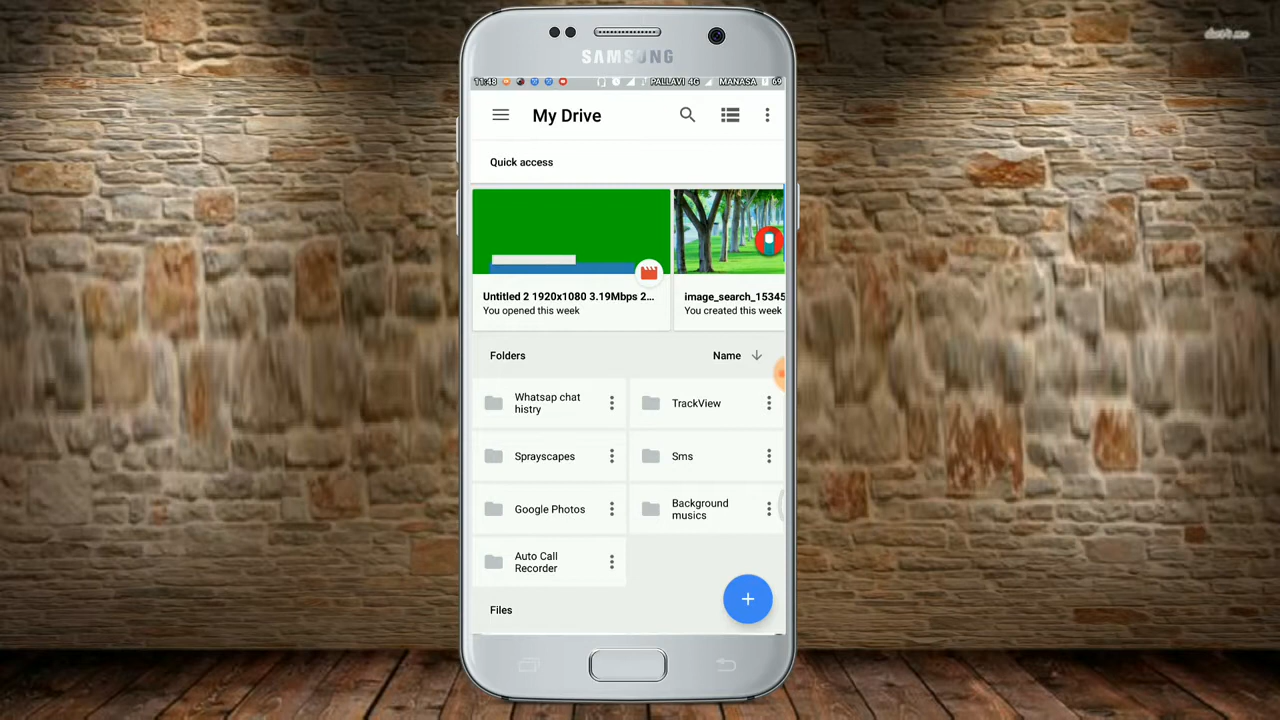 SAMSUNG
11:48 PALLAVI 4G MANASA 69
My Drive
Quick access
Untitled 2 1920x1080 3.19Mbps 2...
You opened this week
image_search_15345
You created this week
Folders
Name
Whatsap chat
histry
TrackView
Sprayscapes
Sms
Google Photos
Background
musics
Auto Call
Recorder
Files